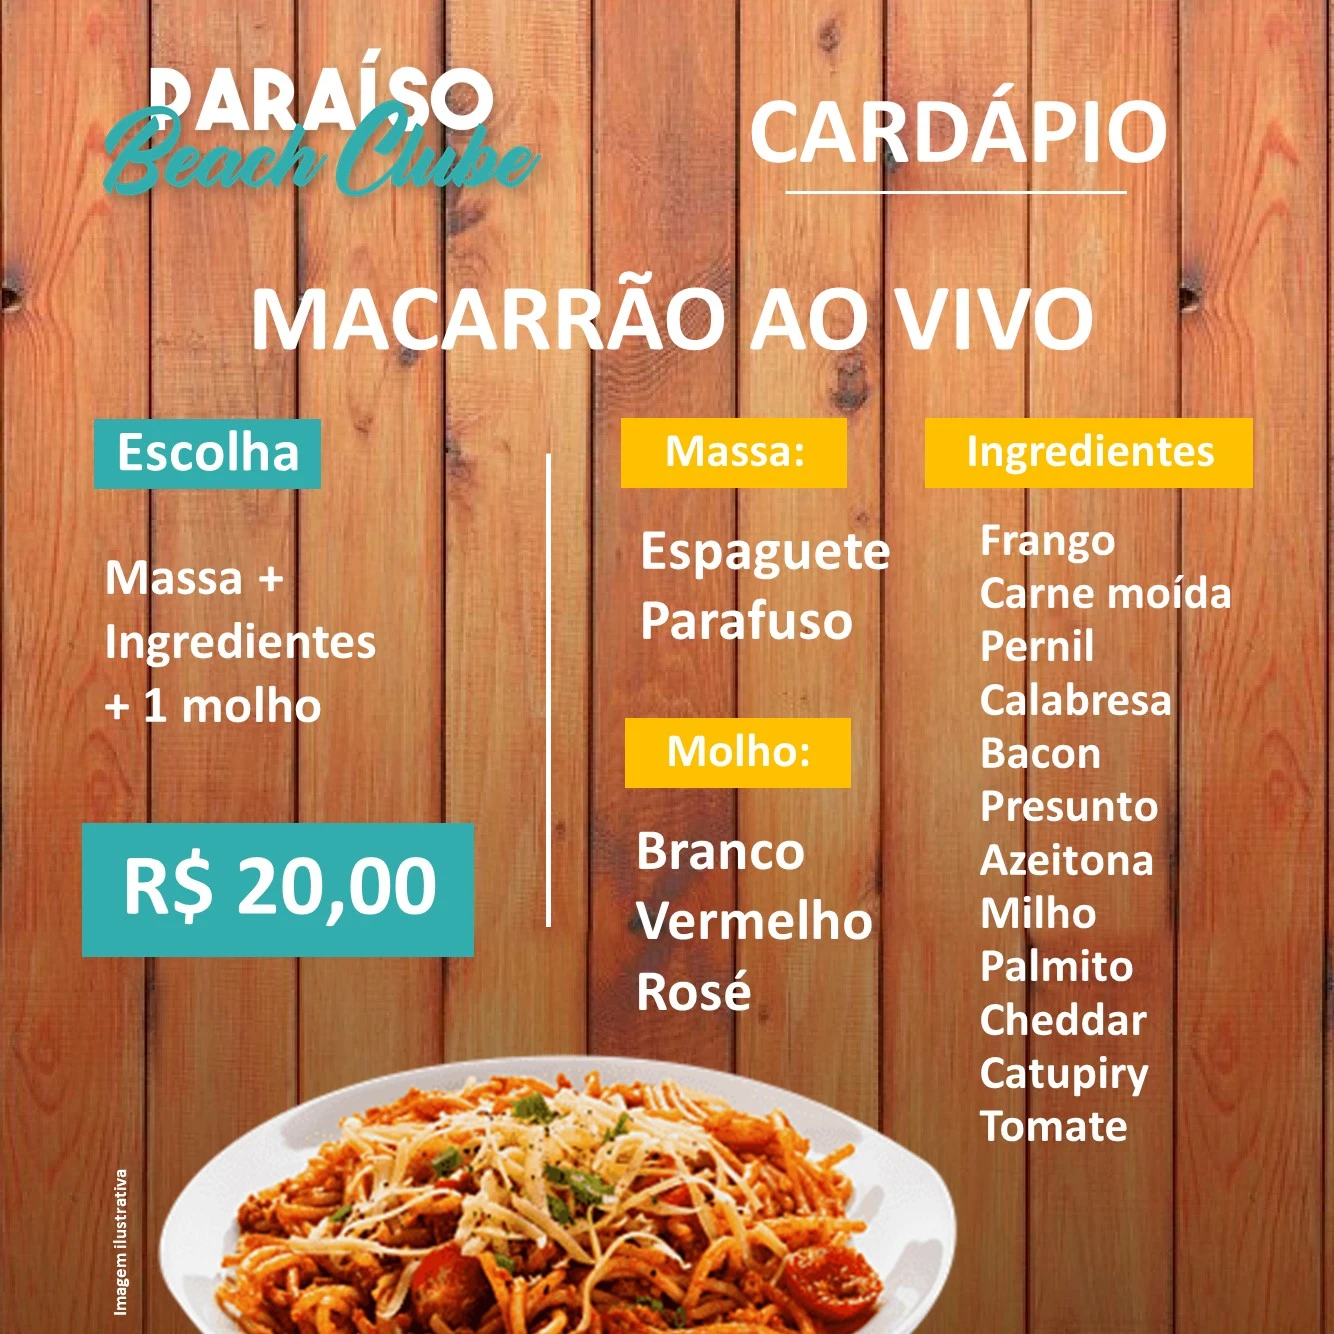 PARAÍSO
Beach Clube
CARDÁPIO
MACARRÃO AO VIVO
Escolha
Massa +
Ingredientes
+ 1 molho
R$ 20,00
Massa:
Espaguete
Parafuso
Molho:
Branco
Vermelho
Rosé
Ingredientes
Frango
Carne moída
Pernil
Calabresa
Bacon
Presunto
Azeitona
Milho
Palmito
Cheddar
Catupiry
Tomate
Imagem ilustrativa